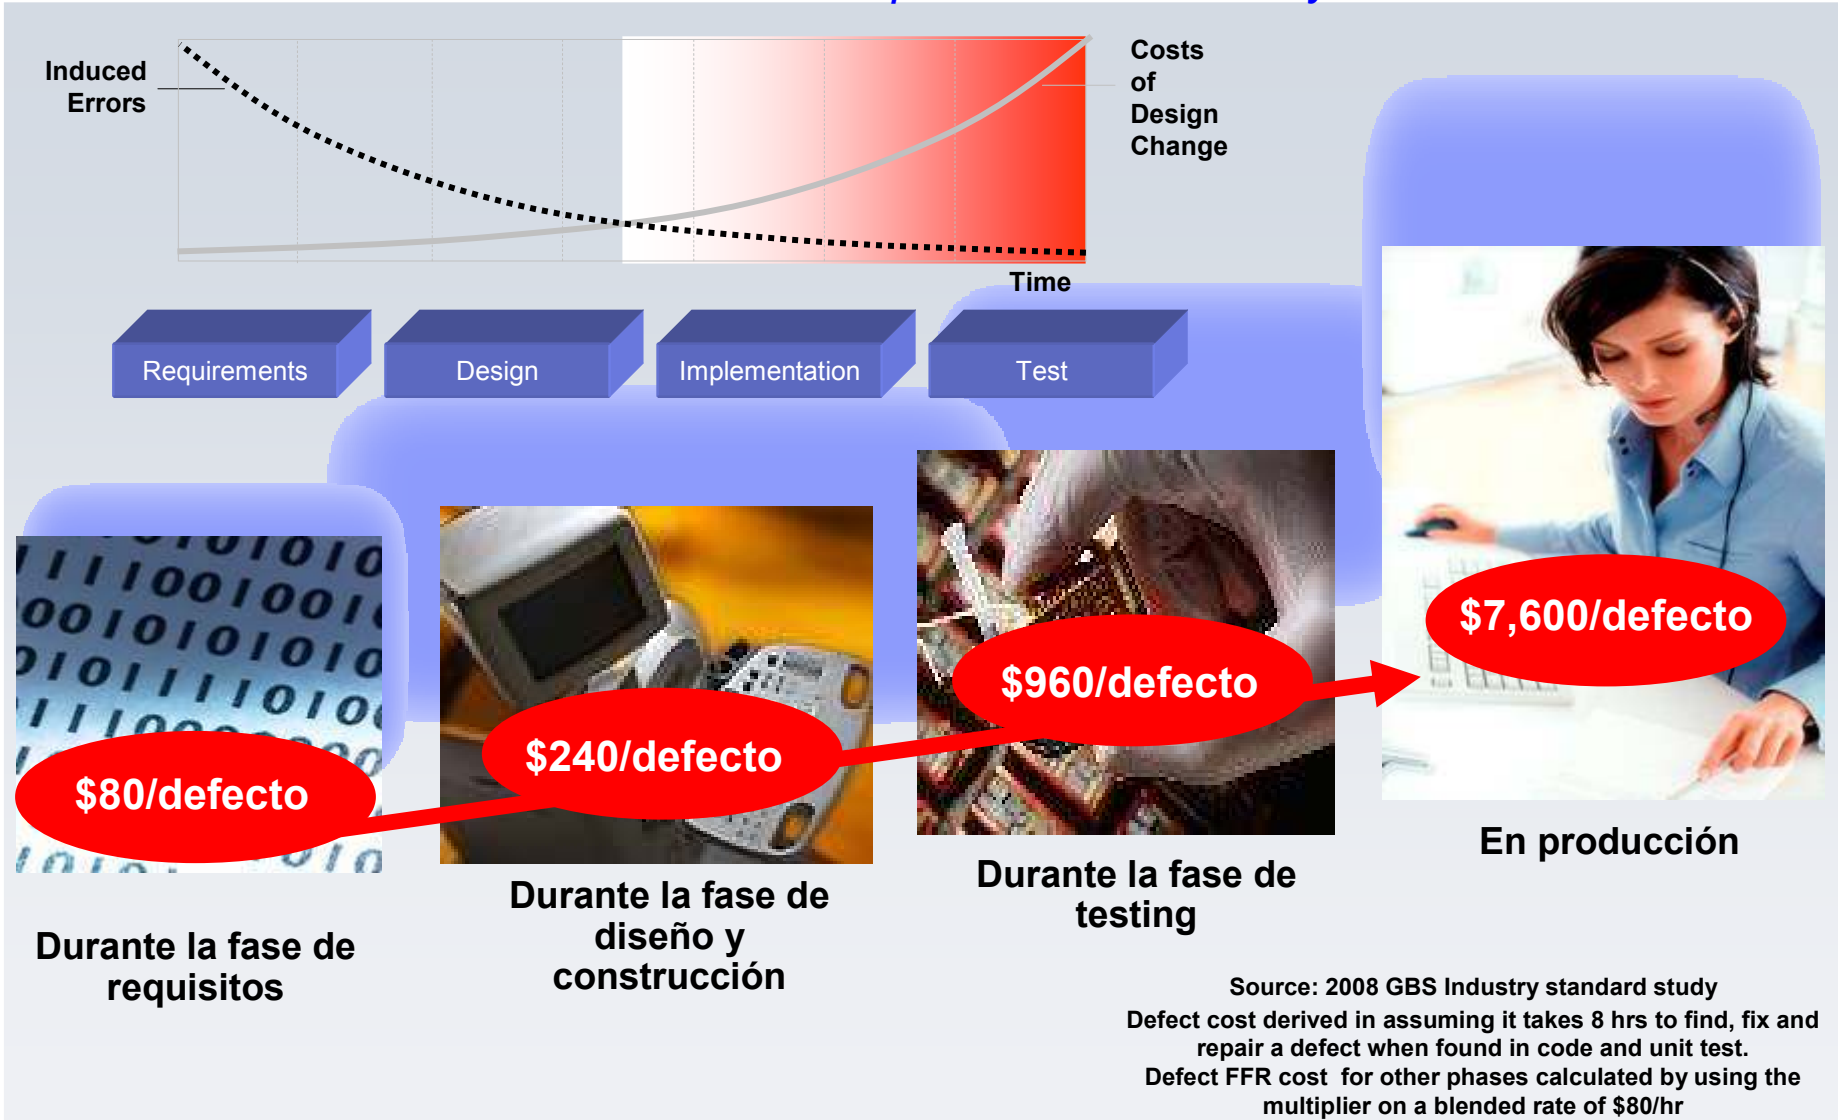 Induced
Errors
Costs
of
Design
Change
Time
Requirements
Design
Implementation
Test
$80/defecto
$240/defecto
$960/defecto
$7,600/defecto
Durante la fase de
requisitos
Durante la fase de
diseño y
construcción
Durante la fase de
testing
En producción
Source: 2008 GBS Industry standard study
Defect cost derived in assuming it takes 8 hrs to find, fix and
repair a defect when found in code and unit test.
Defect FFR cost for other phases calculated by using the
multiplier on a blended rate of $80/hr